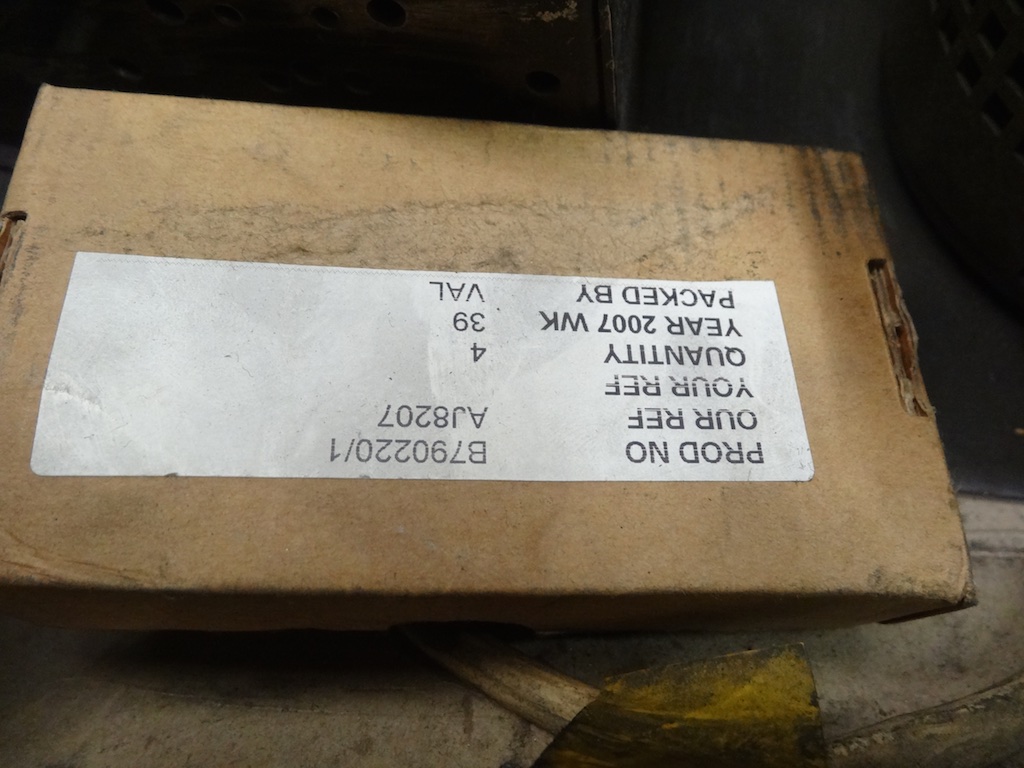 PROD NO B790220/1
OUR REF AJ8207
YOUR REF
QUANTITY 4
YEAR 2007 WK 39
PACKED BY VAL